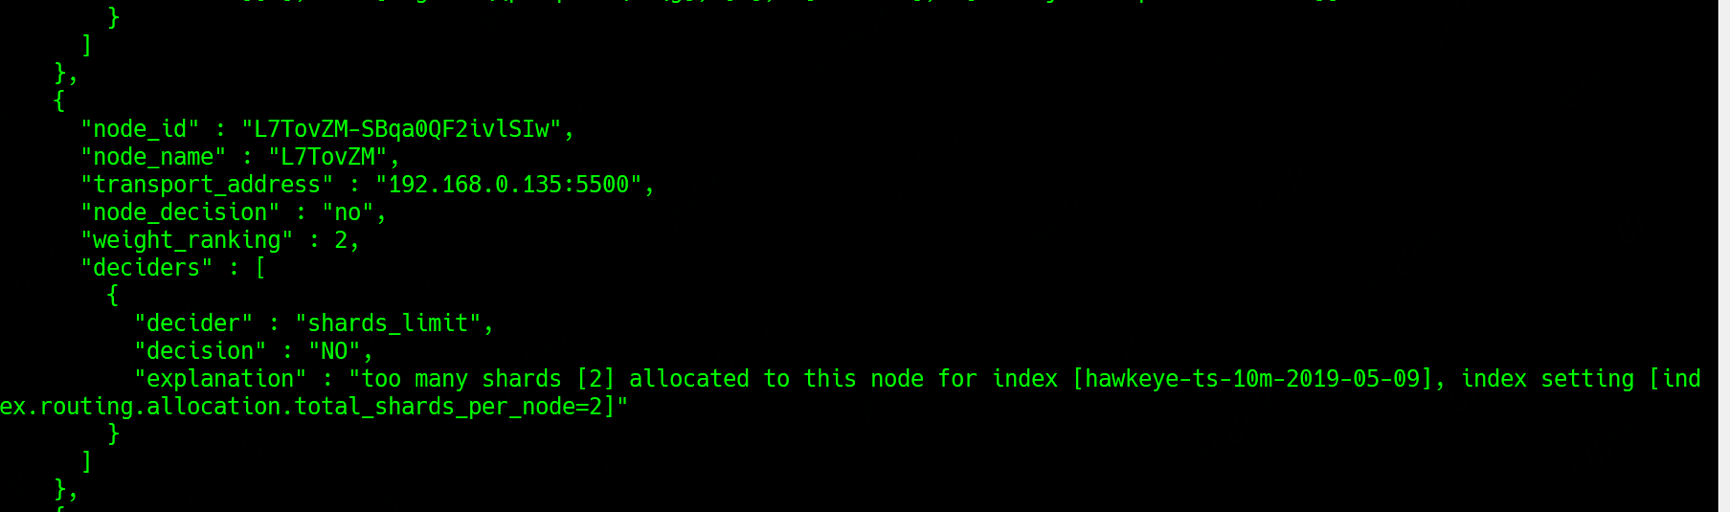 }
]
},
{
"node_id" : "L7TovZM-SBqa0QF2ivlSIw",
"node_name" : "L7TovZM",
"transport_address" : "192.168.0.135:5500",
"node_decision" : "no",
"weight_ranking" : 2,
"deciders" : [
{
"decider" : "shards_limit",
"decision" : "NO",
"explanation" : "too many shards [2] allocated to this node for index [hawkeye-ts-10m-2019-05-09], index setting [ind
ex.routing.allocation.total_shards_per_node=2]"
}
]
},